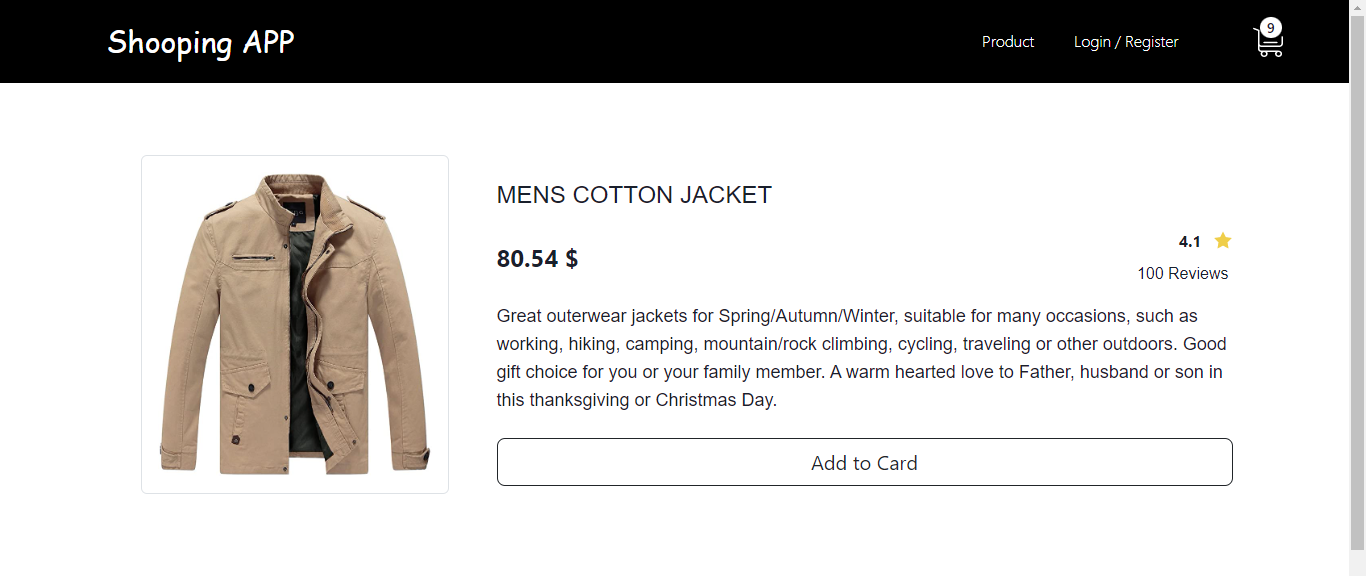 Shooping APP
Product
Login / Register
9
MENS COTTON JACKET
80.54 $
4.1
100 Reviews
Great outerwear jackets for Spring/Autumn/Winter, suitable for many occasions, such as
working, hiking, camping, mountain/rock climbing, cycling, traveling or other outdoors. Good
gift choice for you or your family member. A warm hearted love to Father, husband or son in
this thanksgiving or Christmas Day.
Add to Card